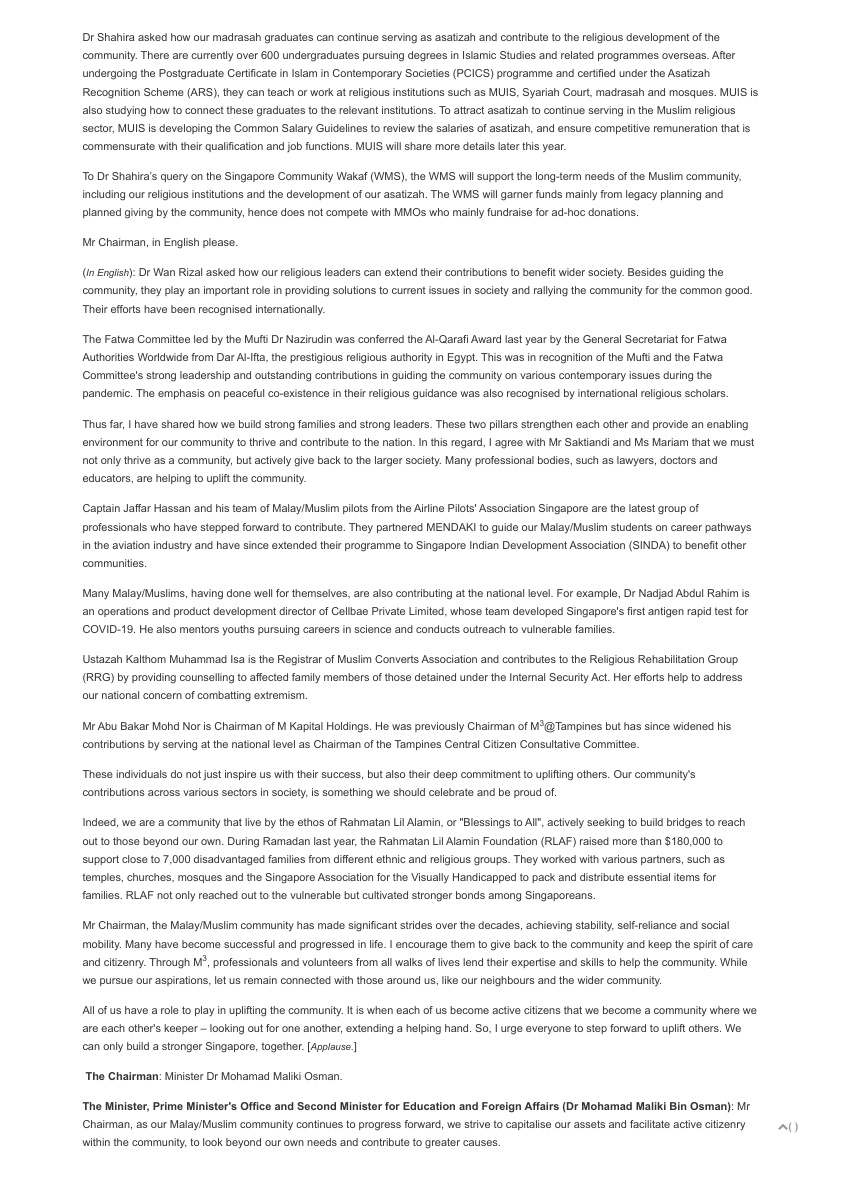 Dr Shahira asked how our madrasah graduates can continue serving as asatizah and contribute to the religious development of the
community. There are currently over 600 undergraduates pursuing degrees in Islamic Studies and related programmes overseas. After
undergoing the Postgraduate Certificate in Islam in Contemporary Societies (PCICS) programme and certified under the Asatizah
Recognition Scheme (ARS), they can teach or work at religious institutions such as MUIS, Syariah Court, madrasah and mosques. MUIS is
also studying how to connect these graduates to the relevant institutions. To attract asatizah to continue serving in the Muslim religious
sector, MUIS is developing the Common Salary Guidelines to review the salaries of asatizah, and ensure competitive remuneration that is
commensurate with their qualification and job functions. MUIS will share more details later this year.
To Dr Shahira's query on the Singapore Community Wakaf (WMS), the WMS will support the long-term needs of the Muslim community,
including our religious institutions and the development of our asatizah. The WMS will garner funds mainly from legacy planning and
planned giving by the community, hence does not compete with MMOs who mainly fundraise for ad-hoc donations.
Mr Chairman, in English please.
(In English): Dr Wan Rizal asked how our religious leaders can extend their contributions to benefit wider society. Besides guiding the
community, they play an important role in providing solutions to current issues in society and rallying the community for the common good.
Their efforts have been recognised internationally.
The Fatwa Committee led by the Mufti Dr Nazirudin was conferred the Al-Qarafi Award last year by the General Secretariat for Fatwa
Authorities Worldwide from Dar Al-Ifta, the prestigious religious authority in Egypt. This was in recognition of the Mufti and the Fatwa
Committee's strong leadership and outstanding contributions in guiding the community on various contemporary issues during the
pandemic. The emphasis on peaceful co-existence in their religious guidance was also recognised by international religious scholars.
Thus far, I have shared how we build strong families and strong leaders. These two pillars strengthen each other and provide an enabling
environment for our community to thrive and contribute to the nation. In this regard, I agree with Mr Saktiandi and Ms Mariam that we must
not only thrive as a community, but actively give back to the larger society. Many professional bodies, such as lawyers, doctors and
educators, are helping to uplift the community.
Captain Jaffar Hassan and his team of Malay/Muslim pilots from the Airline Pilots' Association Singapore are the latest group of
professionals who have stepped forward to contribute. They partnered MENDAKI to guide our Malay/Muslim students on career pathways
in the aviation industry and have since extended their programme to Singapore Indian Development Association (SINDA) to benefit other
communities.
Many Malay/Muslims, having done well for themselves, are also contributing at the national level. For example, Dr Nadjad Abdul Rahim is
an operations and product development director of Cellbae Private Limited, whose team developed Singapore's first antigen rapid test for
COVID-19. He also mentors youths pursuing careers in science and conducts outreach to vulnerable families.
Ustazah Kalthom Muhammad Isa is the Registrar of Muslim Converts Association and contributes to the Religious Rehabilitation Group
(RRG) by providing counselling to affected family members of those detained under the Internal Security Act. Her efforts help to address
our national concern of combatting extremism.
Mr Abu Bakar Mohd Nor is Chairman of M Kapital Holdings. He was previously Chairman of M3@Tampines but has since widened his
contributions by serving at the national level as Chairman of the Tampines Central Citizen Consultative Committee.
These individuals do not just inspire us with their success, but also their deep commitment to uplifting others. Our community's
contributions across various sectors in society, is something we should celebrate and be proud of.
Indeed, we are a community that live by the ethos of Rahmatan Lil Alamin, or "Blessings to All", actively seeking to build bridges to reach
out to those beyond our own. During Ramadan last year, the Rahmatan Lil Alamin Foundation (RLAF) raised more than $180,000 to
support close to 7,000 disadvantaged families from different ethnic and religious groups. They worked with various partners, such as
temples, churches, mosques and the Singapore Association for the Visually Handicapped to pack and distribute essential items for
families. RLAF not only reached out to the vulnerable but cultivated stronger bonds among Singaporeans.
Mr Chairman, the Malay/Muslim community has made significant strides over the decades, achieving stability, self-reliance and social
mobility. Many have become successful and progressed in life. I encourage them to give back to the community and keep the spirit of care
and citizenry. Through M3, professionals and volunteers from all walks of lives lend their expertise and skills to help the community. While
we pursue our aspirations, let us remain connected with those around us, like our neighbours and the wider community.
All of us have a role to play in uplifting the community. It is when each of us become active citizens that we become a community where we
are each other's keeper – looking out for one another, extending a helping hand. So, I urge everyone to step forward to uplift others. We
can only build a stronger Singapore, together. [Applause.]
The Chairman: Minister Dr Mohamad Maliki Osman.
The Minister, Prime Minister's Office and Second Minister for Education and Foreign Affairs (Dr Mohamad Maliki Bin Osman): Mr
Chairman, as our Malay/Muslim community continues to progress forward, we strive to capitalise our assets and facilitate active citizenry
within the community, to look beyond our own needs and contribute to greater causes.
( )